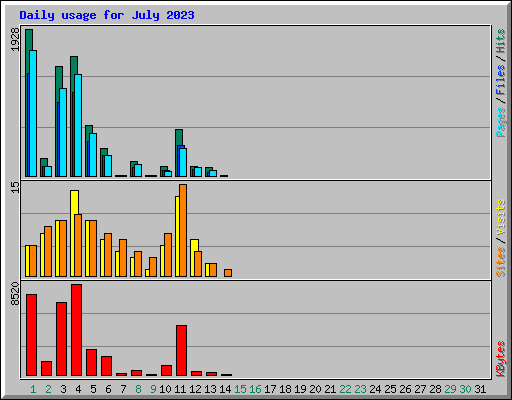 Daily usage for July 2023
1928
Pages / Files / Hits
15
Sites / Visits
8520
KBytes
1 2 3 4 5 6 7 8 9 10 11 12 13 14 15 16 17 18 19 20 21 22 23 24 25 26 27 28 29 30 31